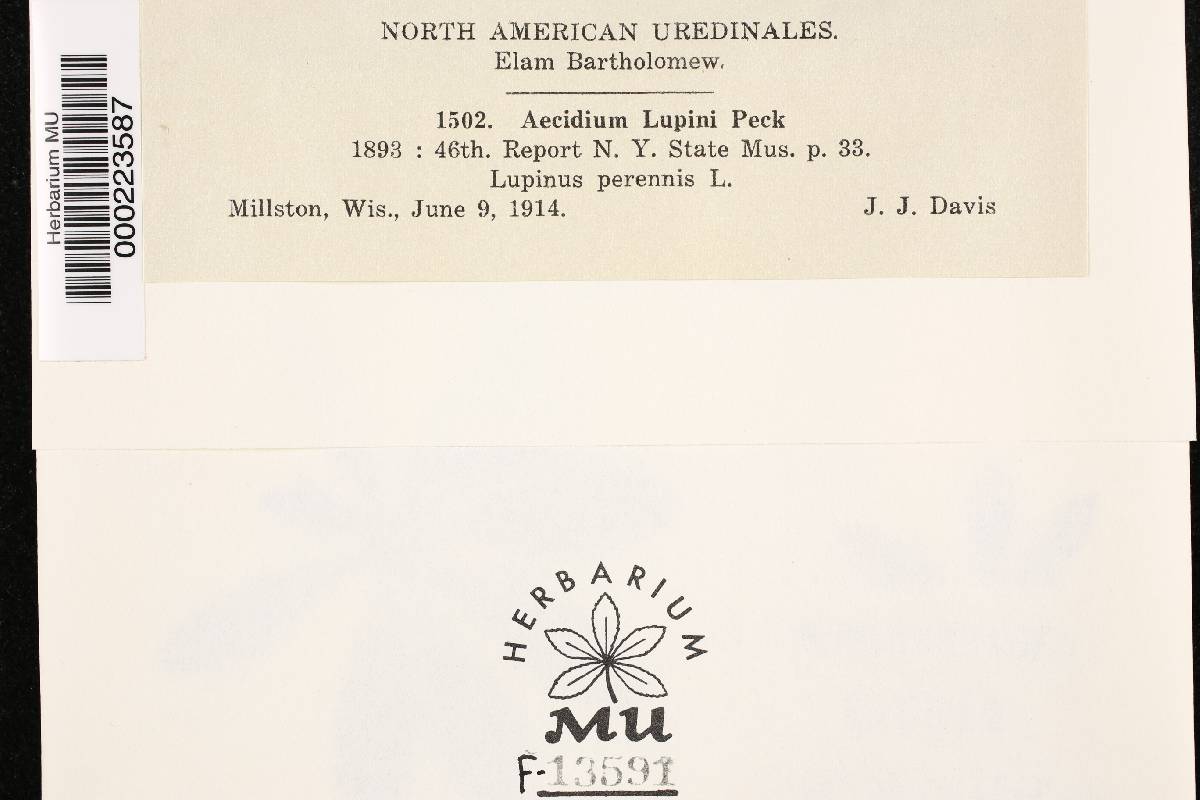 NORTH AMERICAN UREDINALES.
Elam Bartholomew.
1502. Aecidium Lupini Peck
1893 : 46th. Report N. Y. State Mus. p. 33.
Lupinus perennis L.
Millston, Wis., June 9, 1914. J. J. Davis
Herbarium MU
000223587
HERBARIUM
MU
F-13591